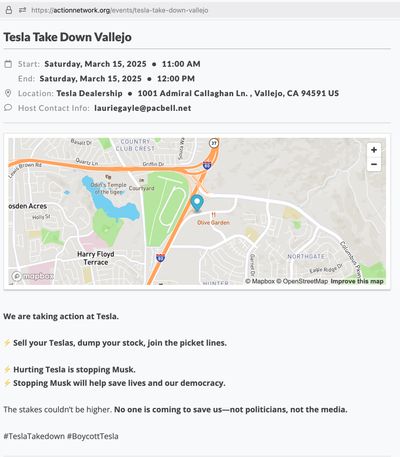 https://actionnetwork.org/events/tesla-take-down-vallejo
Tesla Take Down Vallejo
Start: Saturday, March 15, 2025 • 11:00 AM
End: Saturday, March 15, 2025 • 12:00 PM
Location: Tesla Dealership • 1001 Admiral Callaghan Ln. , Vallejo, CA 94591 US
Host Contact Info: lauriegayle@pacbell.net
Basalt Dr
COUNTRY
CLUB CREST
37
+
−
Quartz Ln
Griffin Dr
80
Lewis Brown Rd
Odin's Temple
of the tiger
Courtyard
osden Acres
Holly St
Olive Garden
Harry Floyd
Terrace
80
NORTHGATE
Columbus Pkwy
Eagle Ridge Dr
Garnet Dr
HUNTER
mapbox
© Mapbox © OpenStreetMap Improve this map
We are taking action at Tesla.
⚡ Sell your Teslas, dump your stock, join the picket lines.
⚡ Hurting Tesla is stopping Musk.
⚡ Stopping Musk will help save lives and our democracy.
The stakes couldn't be higher. No one is coming to save us—not politicians, not the media.
#TeslaTakedown #BoycottTesla